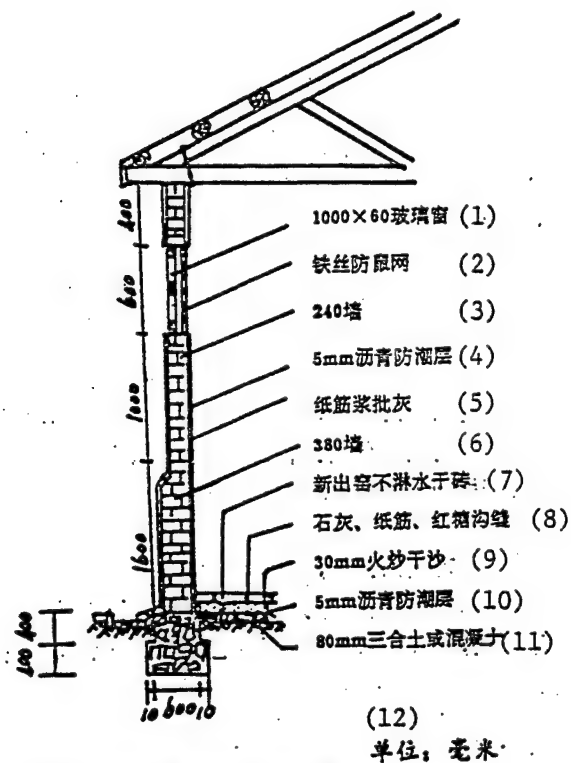 1000×60玻璃窗 (1)
铁丝防鼠网 (2)
240墙 (3)
5mm沥青防潮层 (4)
纸筋浆批灰 (5)
380墙 (6)
新出窑不淋水干砖 (7)
石灰、纸筋、红糖沟缝 (8)
30mm火炒干沙 (9)
5mm沥青防潮层 (10)
80mm三合土或混凝土 (11)
(12)
单位：毫米
400
600
1000
1600
400
400
10 600 10